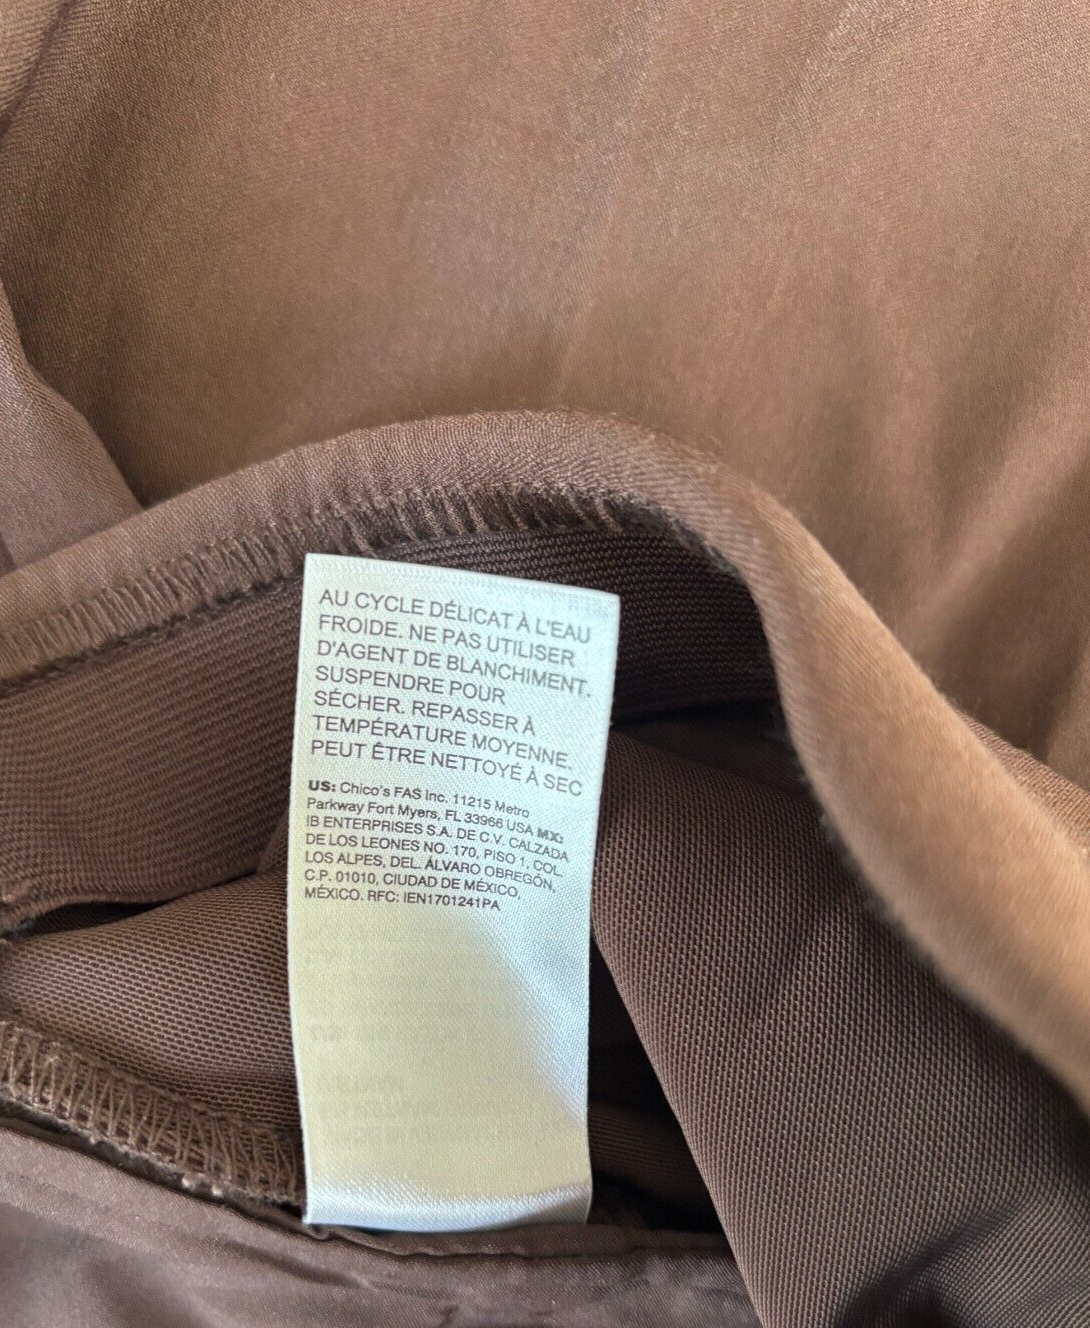 AU CYCLE DÉLICAT À L'EAU
FROIDE. NE PAS UTILISER
D'AGENT DE BLANCHIMENT.
SUSPENDRE POUR
SÉCHER. REPASSER À
TEMPÉRATURE MOYENNE.
PEUT ÊTRE NETTOYÉ À SEC
US: Chico's FAS Inc. 11215 Metro
Parkway Fort Myers, FL 33966 USA MX:
IB ENTERPRISES S.A. DE C.V. CALZADA
DE LOS LEONES NO. 170, PISO 1, COL.
LOS ALPES, DEL. ÁLVARO OBREGÓN,
C.P. 01010, CIUDAD DE MÉXICO,
MÉXICO. RFC: IEN1701241PA